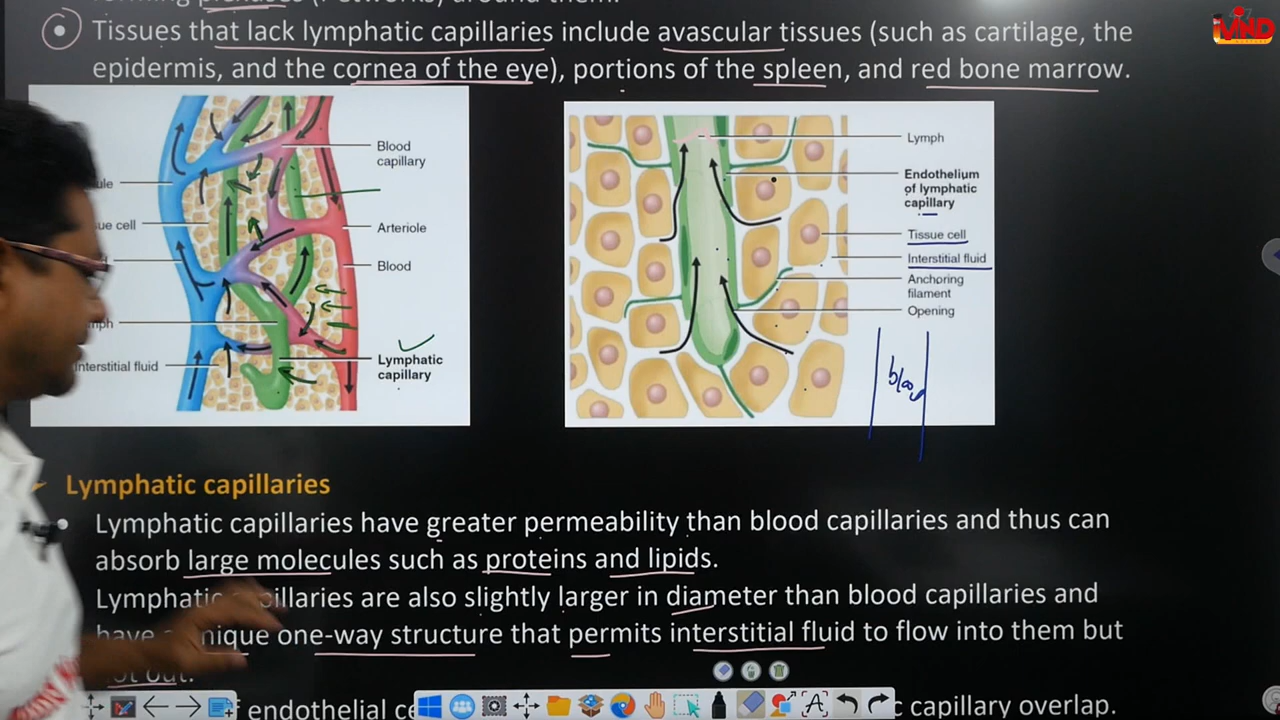 • Tissues that lack lymphatic capillaries include avascular tissues (such as cartilage, the
epidermis, and the cornea of the eye), portions of the spleen, and red bone marrow.
MIND
Blood
capillary
Arteriole
Blood
Lymphatic
capillary
Interstitial fluid
Lymph
Endothelium
of lymphatic
capillary
Tissue cell
Interstitial fluid
Anchoring
filament
Opening
Lymphatic capillaries
• Lymphatic capillaries have greater permeability than blood capillaries and thus can
absorb large molecules such as proteins and lipids.
Lymphatic capillaries are also slightly larger in diameter than blood capillaries and
have unique one-way structure that permits interstitial fluid to flow into them but
not out.
endothelial
capillary overlap.